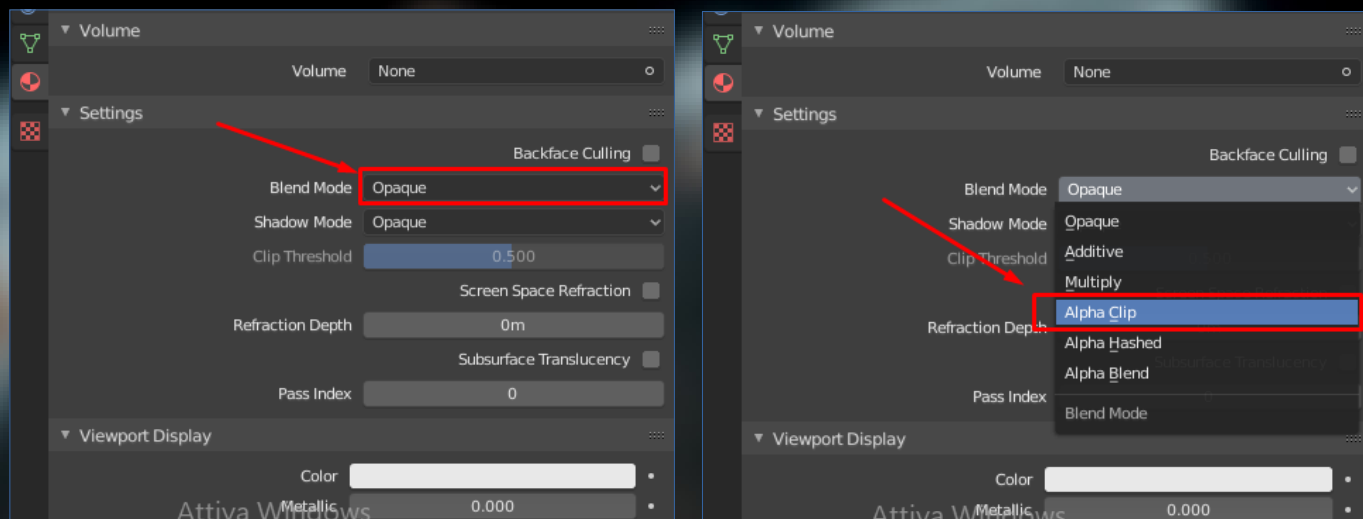 Volume
Volume None
Settings
Backface Culling
Blend Mode Opaque
Shadow Mode Opaque
Clip Threshold 0.500
Screen Space Refraction
Refraction Depth 0m
Subsurface Translucency
Pass Index 0
Viewport Display
Color
Metallic 0.000
Attiva Windows
Volume
Volume None
Settings
Backface Culling
Blend Mode Opaque
Shadow Mode
Opaque
Clip Threshold
Additive
Multiply
Alpha Clip
Refraction Depth
Alpha Hashed
Subsurface Translucency
Alpha Blend
Pass Index
Blend Mode
Viewport Display
Color
Metallic 0.000
Attiva Windows